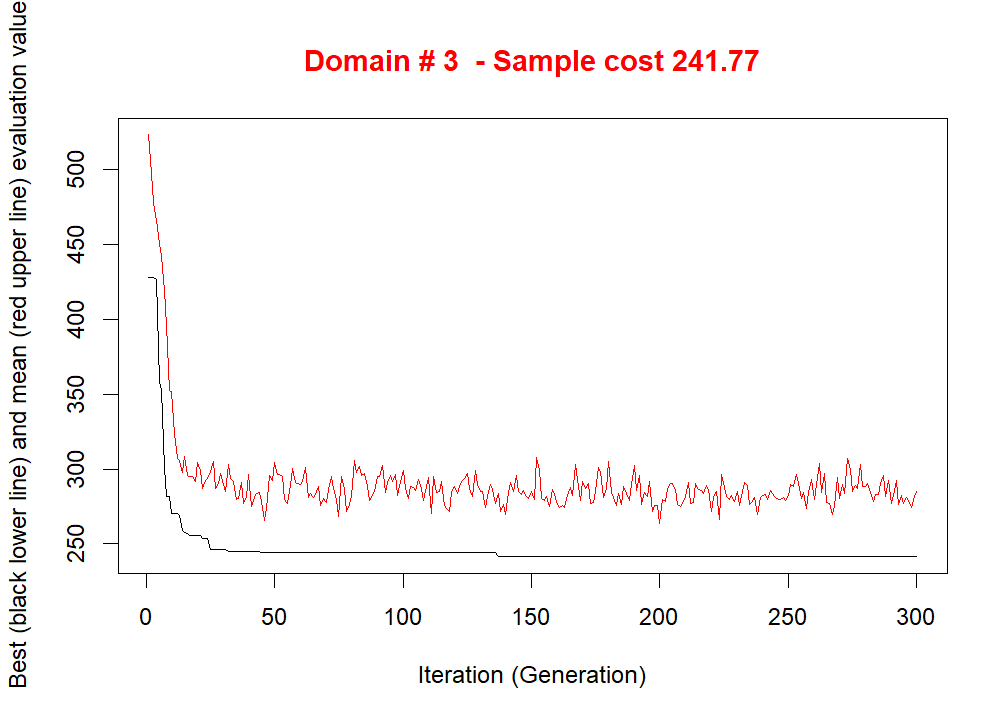 Domain # 3  - Sample cost 241.77
Best (black lower line) and mean (red upper line) evaluation value
500
450
400
350
300
250
0 50 100 150 200 250 300
Iteration (Generation)